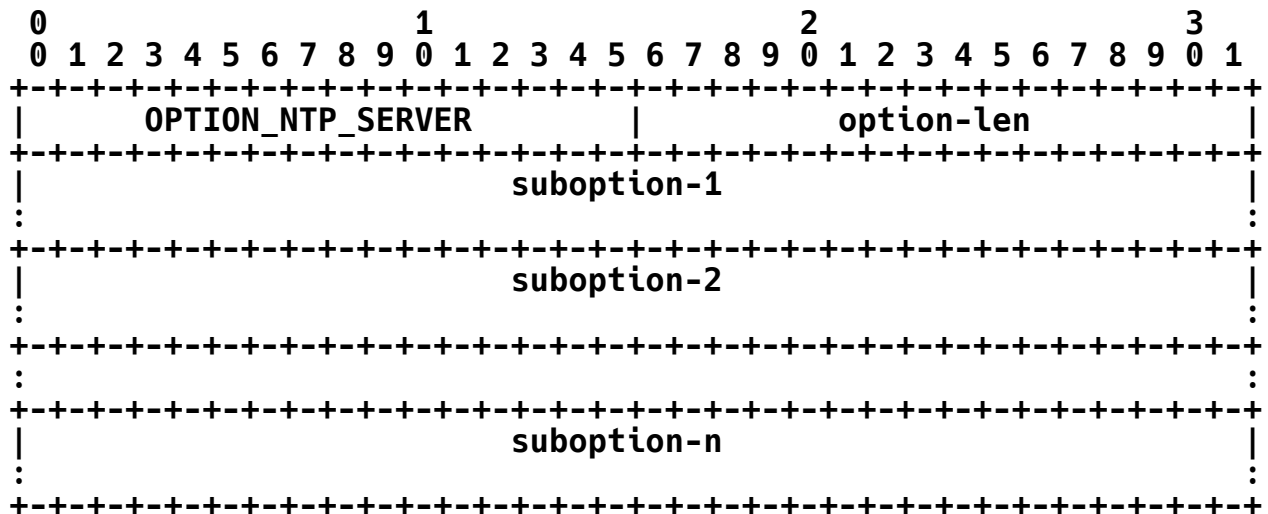 0                   1                   2                   3
 0 1 2 3 4 5 6 7 8 9 0 1 2 3 4 5 6 7 8 9 0 1 2 3 4 5 6 7 8 9 0 1
+-+-+-+-+-+-+-+-+-+-+-+-+-+-+-+-+-+-+-+-+-+-+-+-+-+-+-+-+-+-+-+-+
|      OPTION_NTP_SERVER        |          option-len           |
+-+-+-+-+-+-+-+-+-+-+-+-+-+-+-+-+-+-+-+-+-+-+-+-+-+-+-+-+-+-+-+-+
|                         suboption-1                           |
:                                                               :
+-+-+-+-+-+-+-+-+-+-+-+-+-+-+-+-+-+-+-+-+-+-+-+-+-+-+-+-+-+-+-+-+
|                         suboption-2                           |
:                                                               :
+-+-+-+-+-+-+-+-+-+-+-+-+-+-+-+-+-+-+-+-+-+-+-+-+-+-+-+-+-+-+-+-+
:                                                               :
+-+-+-+-+-+-+-+-+-+-+-+-+-+-+-+-+-+-+-+-+-+-+-+-+-+-+-+-+-+-+-+-+
|                         suboption-n                           |
:                                                               :
+-+-+-+-+-+-+-+-+-+-+-+-+-+-+-+-+-+-+-+-+-+-+-+-+-+-+-+-+-+-+-+-+